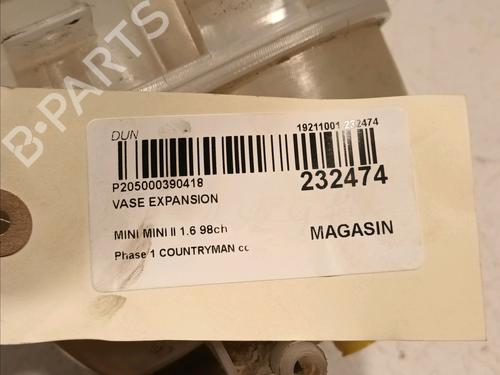 B-PARTS
DUN
19211001 232474
P205000390418
232474
VASE EXPANSION
MINI MINI II 1.6 98ch
MAGASIN
Phase 1 COUNTRYMAN cc